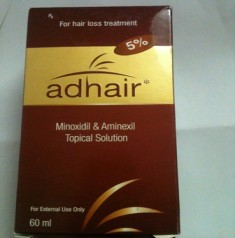 For hair loss treatment
5%
adhair
Minoxidil & Aminexil
Topical Solution
For External Use Only
60 ml